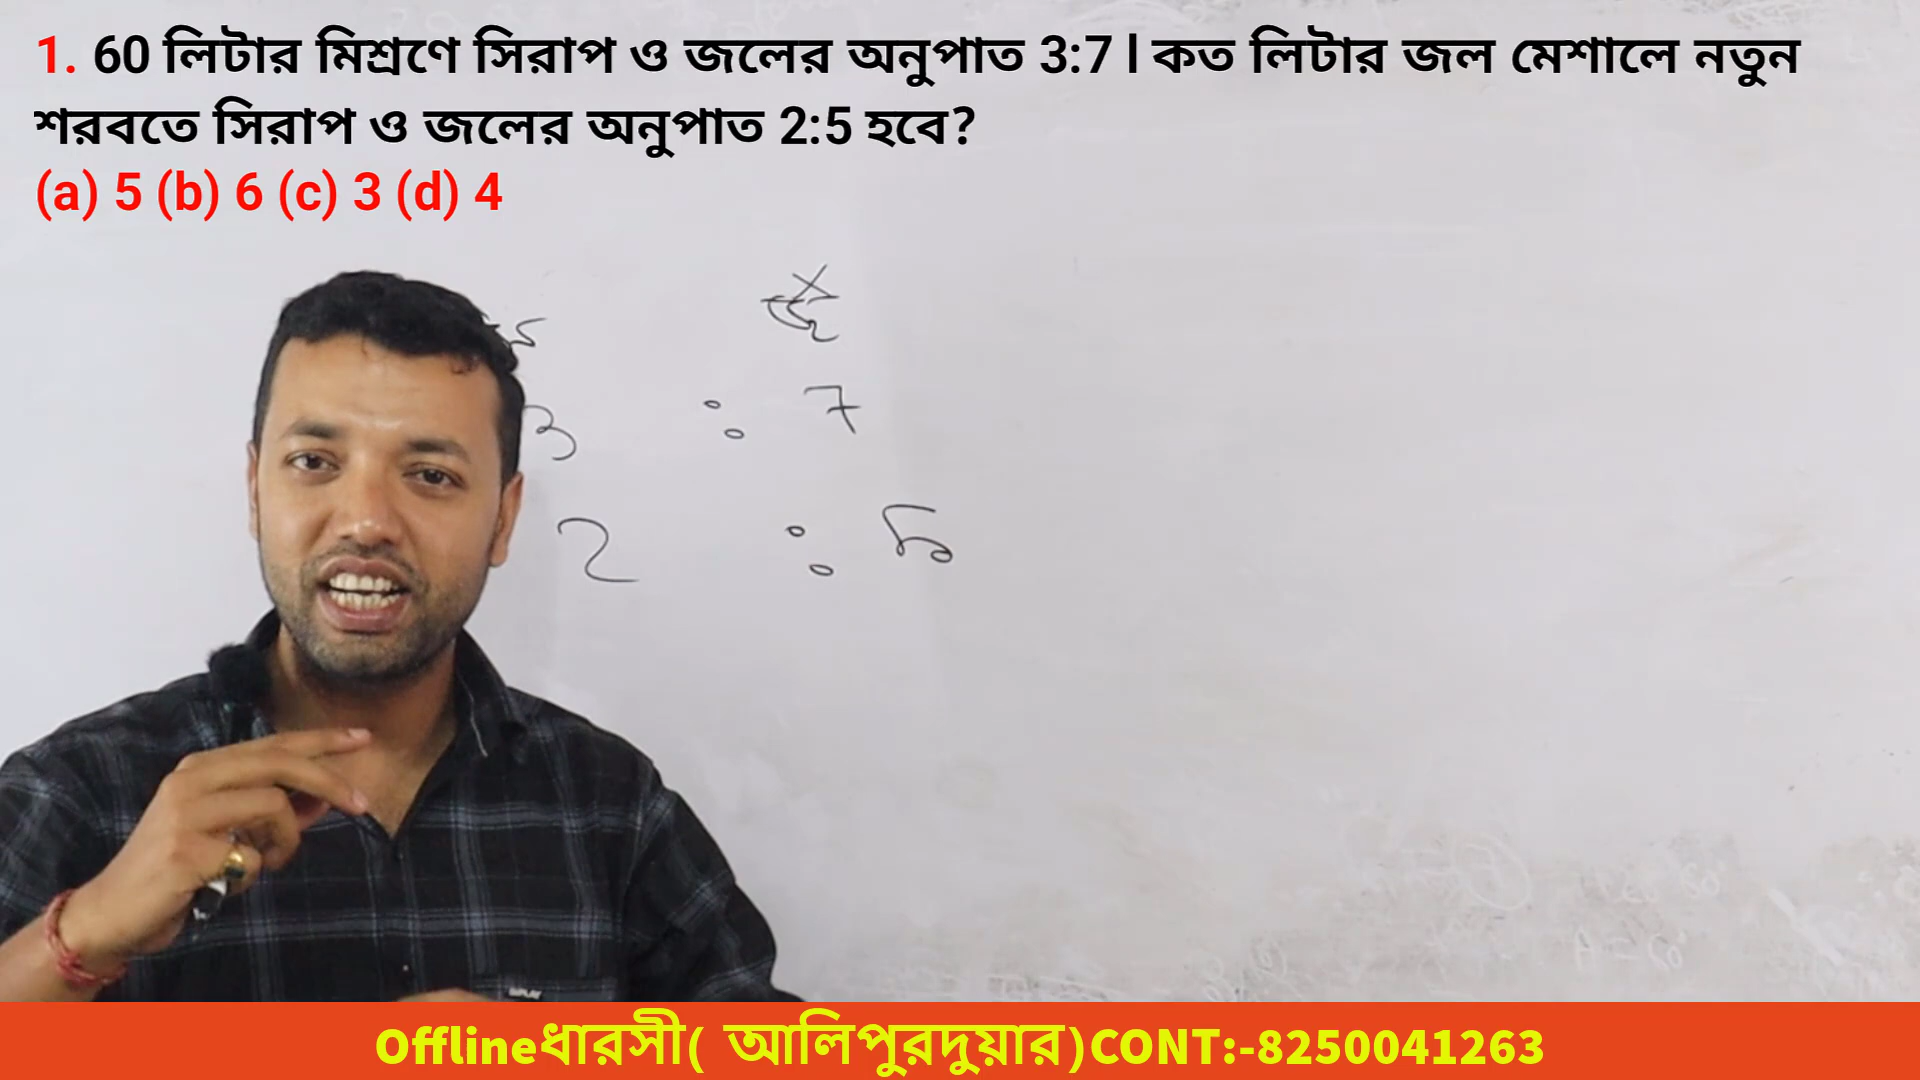 1. 60 লিটার মিশ্রণে সিরাপ ও জলের অনুপাত 3:7 l কত লিটার জল মেশালে নতুন
শরবতে সিরাপ ও জলের অনুপাত 2:5 হবে?
(a) 5 (b) 6 (c) 3 (d) 4
3 : 7
2 : 5
Offlineধারসী( আলিপুরদুয়ার)CONT:-8250041263